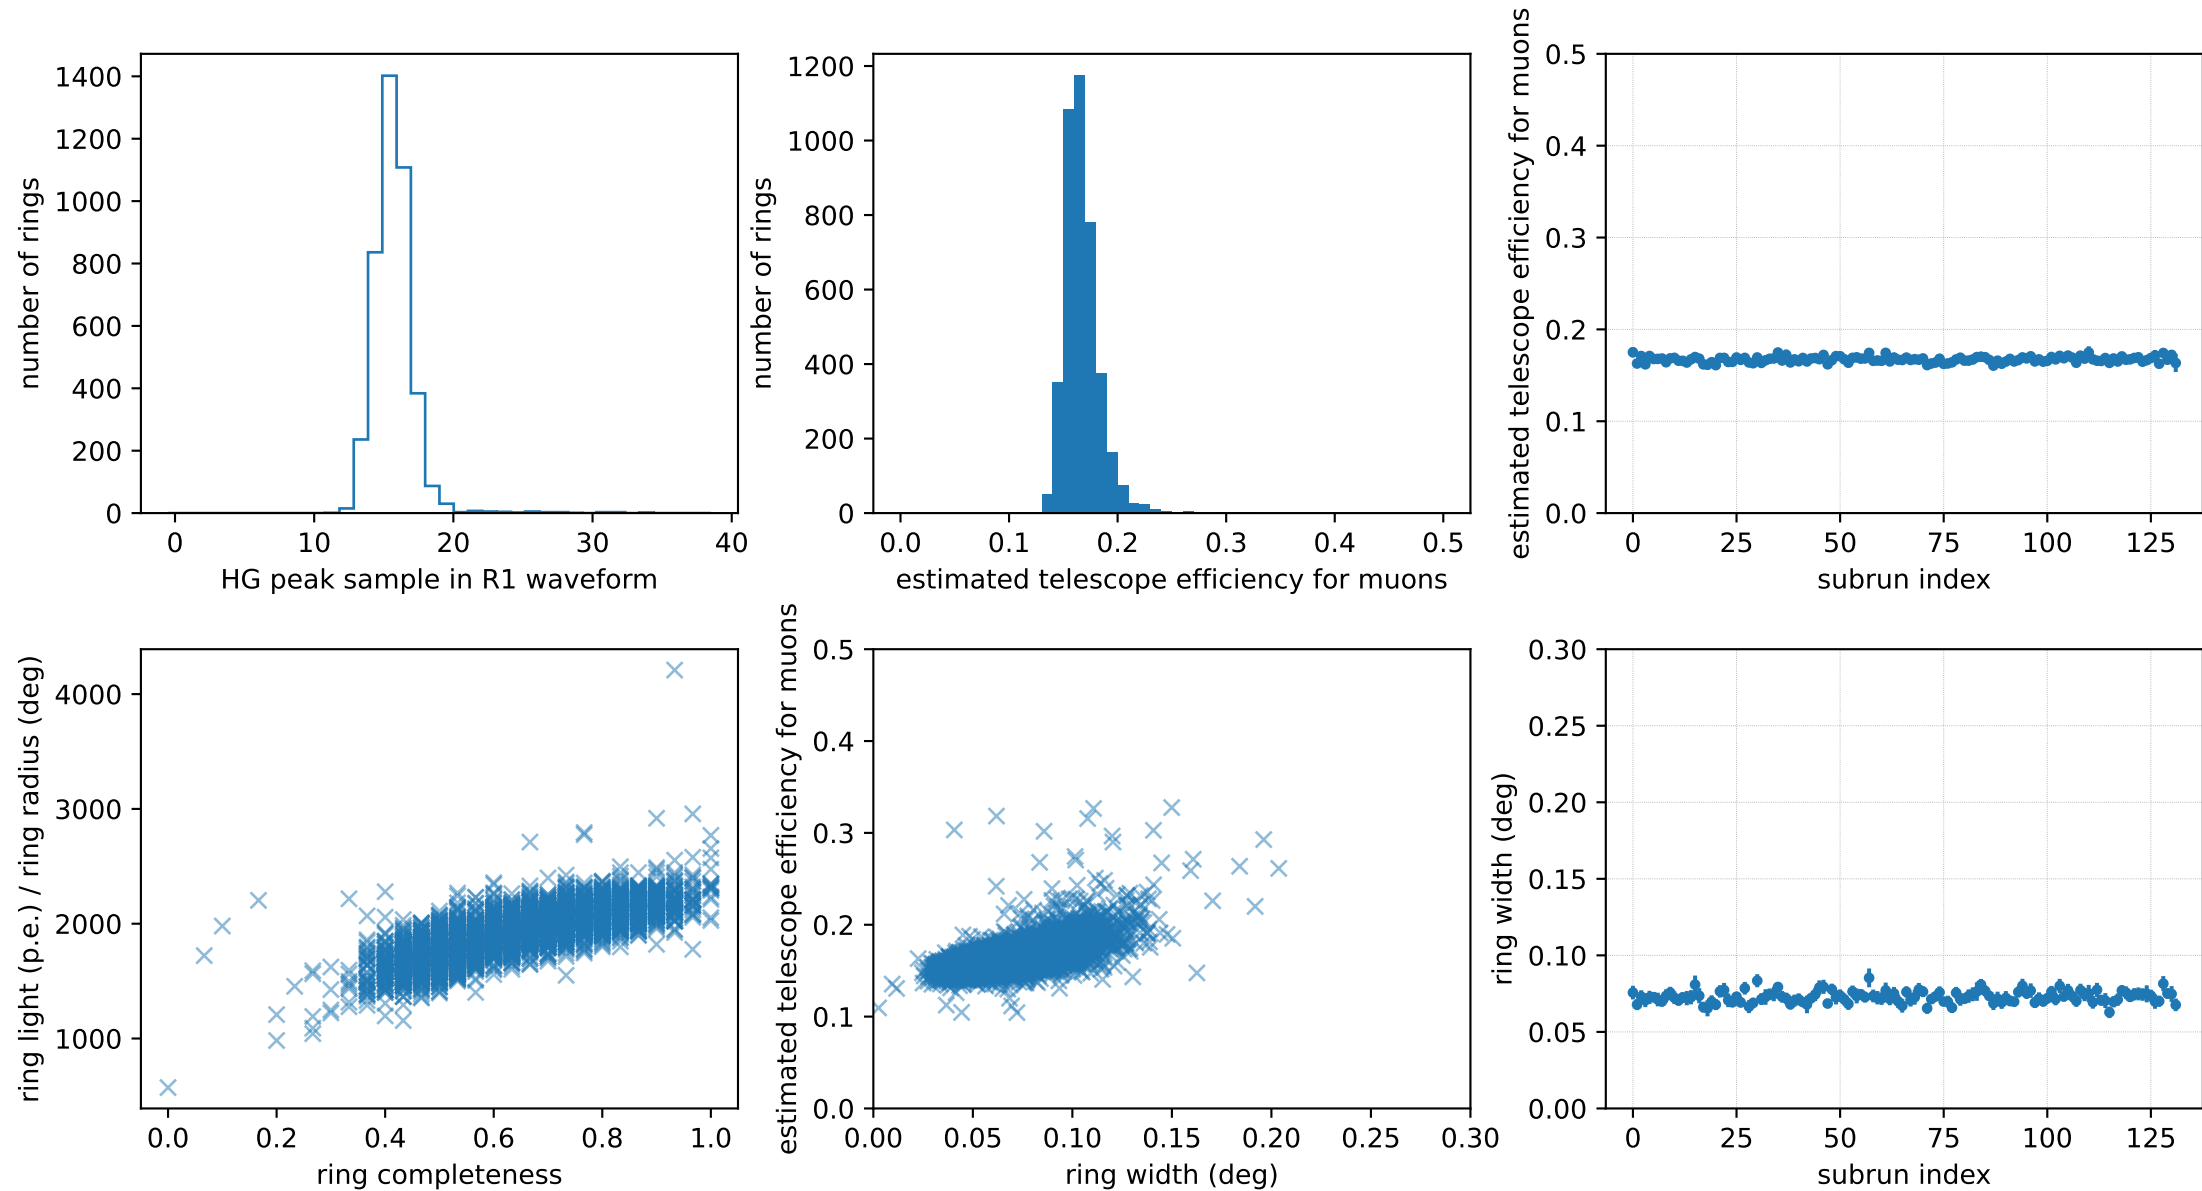 number of rings
1400
1200
1000
800
600
400
200
0
0 10 20 30 40
HG peak sample in R1 waveform
number of rings
1200
1000
800
600
400
200
0
0.0 0.1 0.2 0.3 0.4 0.5
estimated telescope efficiency for muons
estimated telescope efficiency for muons
0.5
0.4
0.3
0.2
0.1
0.0
0 25 50 75 100 125
subrun index
ring light (p.e.) / ring radius (deg)
4000
3000
2000
1000
0.0 0.2 0.4 0.6 0.8 1.0
ring completeness
estimated telescope efficiency for muons
0.5
0.4
0.3
0.2
0.1
0.0
0.00 0.05 0.10 0.15 0.20 0.25 0.30
ring width (deg)
ring width (deg)
0.30
0.25
0.20
0.15
0.10
0.05
0.00
0 25 50 75 100 125
subrun index